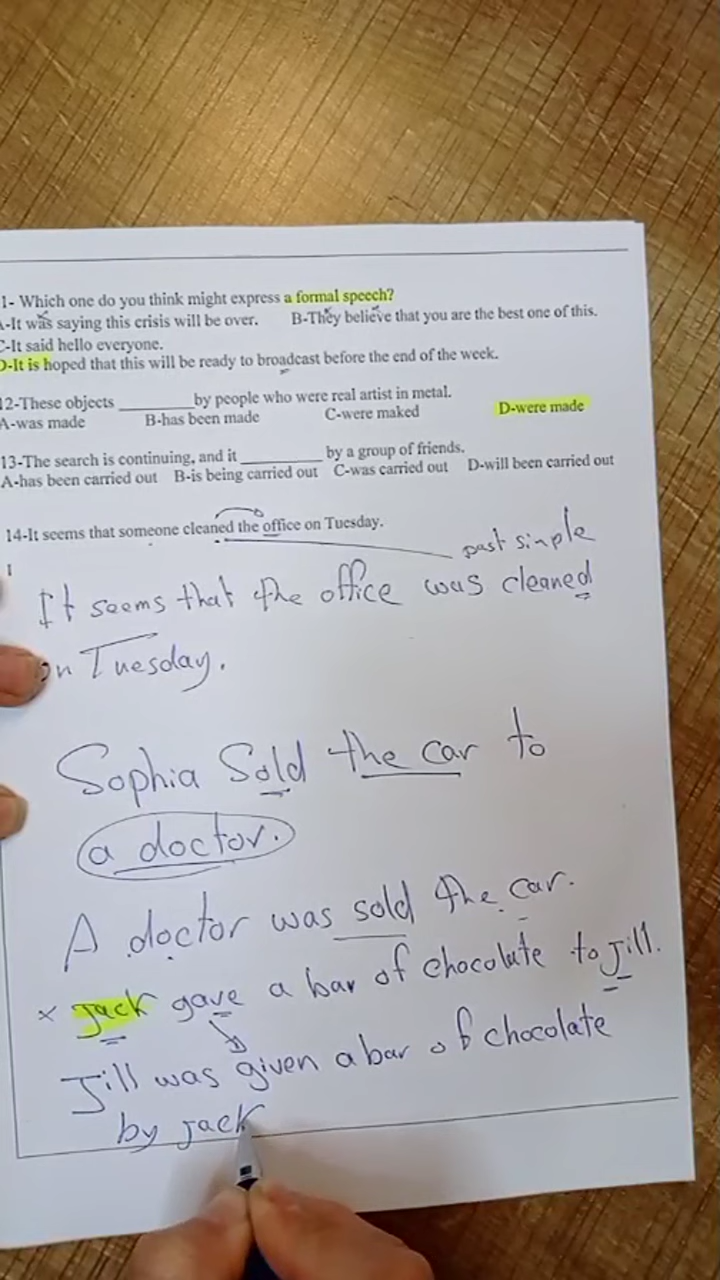 1- Which one do you think might express a formal speech?
A-It was saying this crisis will be over. B-They believe that you are the best one of this.
C-It said hello everyone.
D-It is hoped that this will be ready to broadcast before the end of the week.
12-These objects ________ by people who were real artist in metal.
A-was made B-has been made C-were maked D-were made
13-The search is continuing, and it ________ by a group of friends.
A-has been carried out B-is being carried out C-was carried out D-will been carried out
14-It seems that someone cleaned the office on Tuesday.
past simple
It seems that the office was cleaned
on Tuesday.
Sophia Sold the car to
a doctor.
A doctor was sold the car.
× Jack gave a bar of chocolate to Jill.
Jill was given a bar of chocolate
by Jack